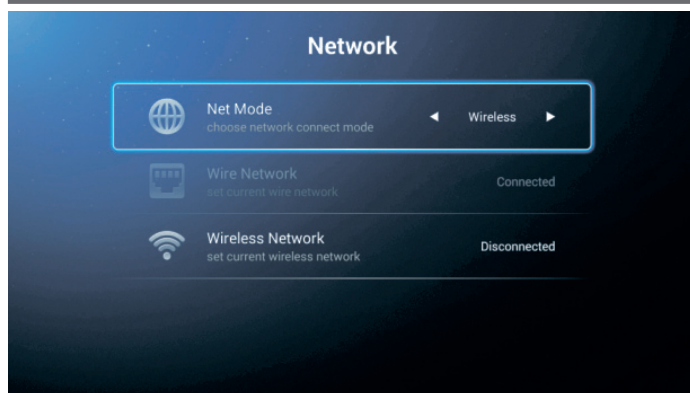 Network
Net Mode
choose network connect mode
Wireless
Wire Network
set current wire network
Connected
Wireless Network
set current wireless network
Disconnected